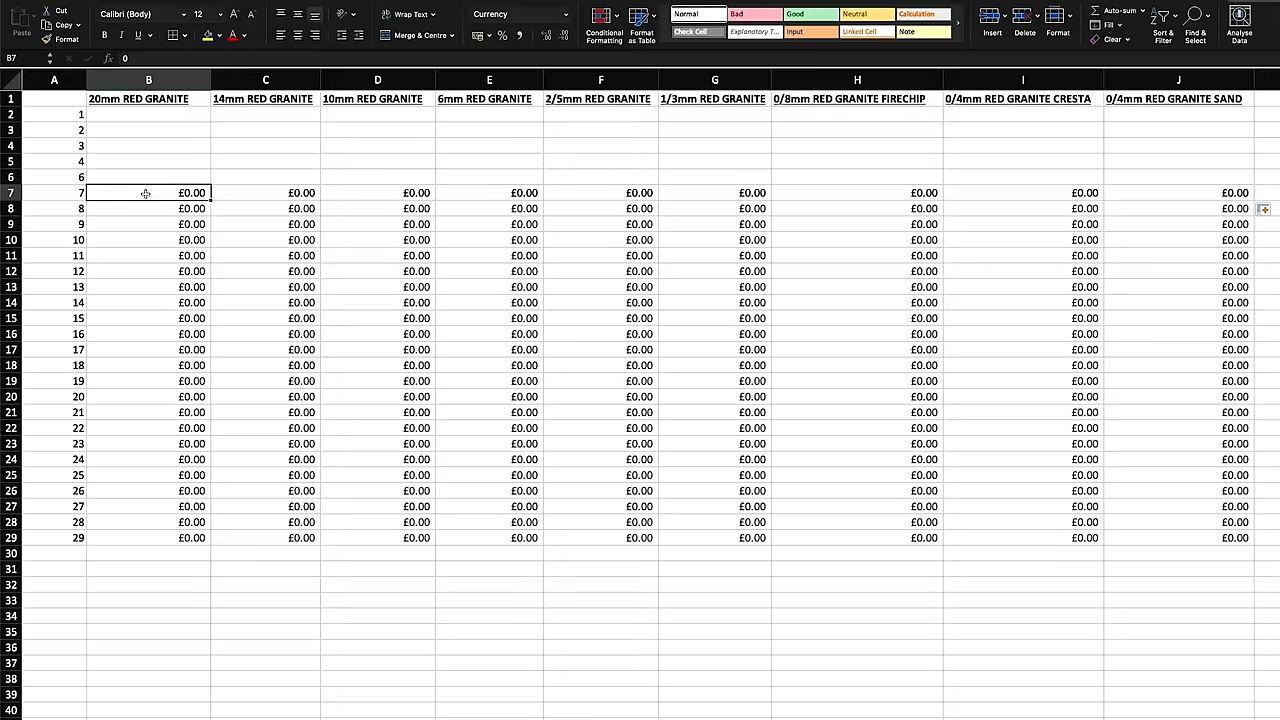 Cut Calibri (Body) Wrap Text Currency Normal Bad Good Neutral Calculation Auto-sum
Paste Copy Merge & Centre Conditional Formatting Format as Table Check Cell Explanatory T... Input Linked Cell Note Insert Delete Format Fill Clear Sort & Filter Find & Select Analyse Data
B7 fx 0
A B C D E F G H I J
1 20mm RED GRANITE 14mm RED GRANITE 10mm RED GRANITE 6mm RED GRANITE 2/5mm RED GRANITE 1/3mm RED GRANITE 0/8mm RED GRANITE FIRECHIP 0/4mm RED GRANITE CRESTA 0/4mm RED GRANITE SAND
2 1
3 2
4 3
5 4
6 6
7 7 £0.00 £0.00 £0.00 £0.00 £0.00 £0.00 £0.00 £0.00 £0.00
8 8 £0.00 £0.00 £0.00 £0.00 £0.00 £0.00 £0.00 £0.00 £0.00
9 9 £0.00 £0.00 £0.00 £0.00 £0.00 £0.00 £0.00 £0.00 £0.00
10 10 £0.00 £0.00 £0.00 £0.00 £0.00 £0.00 £0.00 £0.00 £0.00
11 11 £0.00 £0.00 £0.00 £0.00 £0.00 £0.00 £0.00 £0.00 £0.00
12 12 £0.00 £0.00 £0.00 £0.00 £0.00 £0.00 £0.00 £0.00 £0.00
13 13 £0.00 £0.00 £0.00 £0.00 £0.00 £0.00 £0.00 £0.00 £0.00
14 14 £0.00 £0.00 £0.00 £0.00 £0.00 £0.00 £0.00 £0.00 £0.00
15 15 £0.00 £0.00 £0.00 £0.00 £0.00 £0.00 £0.00 £0.00 £0.00
16 16 £0.00 £0.00 £0.00 £0.00 £0.00 £0.00 £0.00 £0.00 £0.00
17 17 £0.00 £0.00 £0.00 £0.00 £0.00 £0.00 £0.00 £0.00 £0.00
18 18 £0.00 £0.00 £0.00 £0.00 £0.00 £0.00 £0.00 £0.00 £0.00
19 19 £0.00 £0.00 £0.00 £0.00 £0.00 £0.00 £0.00 £0.00 £0.00
20 20 £0.00 £0.00 £0.00 £0.00 £0.00 £0.00 £0.00 £0.00 £0.00
21 21 £0.00 £0.00 £0.00 £0.00 £0.00 £0.00 £0.00 £0.00 £0.00
22 22 £0.00 £0.00 £0.00 £0.00 £0.00 £0.00 £0.00 £0.00 £0.00
23 23 £0.00 £0.00 £0.00 £0.00 £0.00 £0.00 £0.00 £0.00 £0.00
24 24 £0.00 £0.00 £0.00 £0.00 £0.00 £0.00 £0.00 £0.00 £0.00
25 25 £0.00 £0.00 £0.00 £0.00 £0.00 £0.00 £0.00 £0.00 £0.00
26 26 £0.00 £0.00 £0.00 £0.00 £0.00 £0.00 £0.00 £0.00 £0.00
27 27 £0.00 £0.00 £0.00 £0.00 £0.00 £0.00 £0.00 £0.00 £0.00
28 28 £0.00 £0.00 £0.00 £0.00 £0.00 £0.00 £0.00 £0.00 £0.00
29 29 £0.00 £0.00 £0.00 £0.00 £0.00 £0.00 £0.00 £0.00 £0.00
30
31
32
33
34
35
36
37
38
39
40